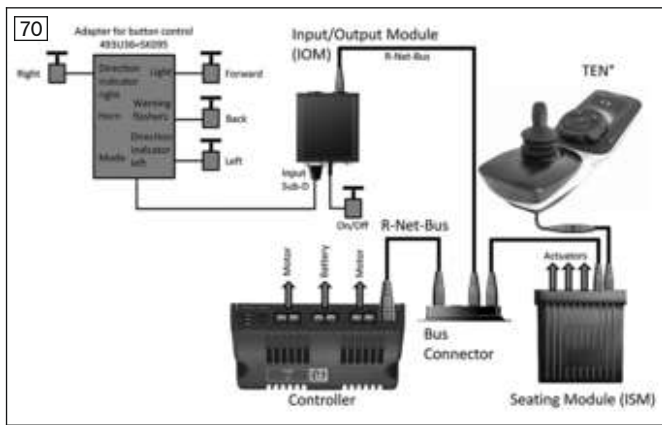 70
Adapter for button control
493U36=SK095
Input/Output Module
(IOM)
R-Net-Bus
TEN°
Right
Direction
indicator
right
Light
Forward
Horn
Warning
flashers
Back
Mode
Direction
indicator
left
Left
Input
Sub-D
On/Off
R-Net-Bus
Motor
Battery
Motor
Actuators
Bus
Connector
Controller
Seating Module (ISM)